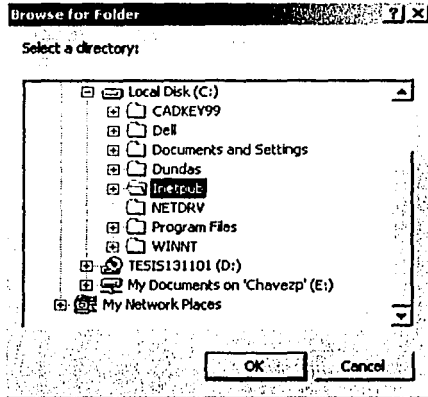 Browse for Folder
Select a directory:
Local Disk (C:)
CADKEY99
Dell
Documents and Settings
Dundas
Inetpub
NETDRV
Program Files
WINNT
TESIS131101 (D:)
My Documents on 'Chavezp' (E:)
My Network Places
OK Cancel